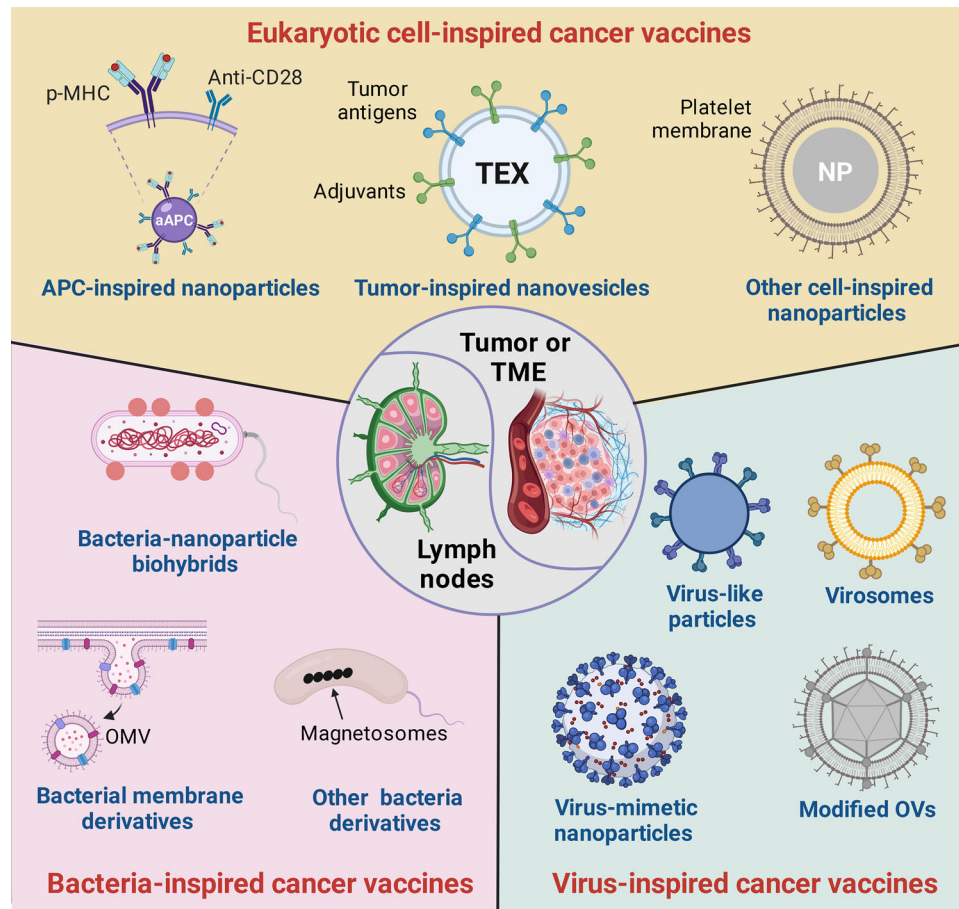 Eukaryotic cell-inspired cancer vaccines
p-MHC
Anti-CD28
aAPC
APC-inspired nanoparticles
Tumor
antigens
Adjuvants
TEX
Tumor-inspired nanovesicles
Platelet
membrane
NP
Other cell-inspired
nanoparticles
Tumor or
TME
Lymph
nodes
Bacteria-nanoparticle
biohybrids
OMV
Bacterial membrane
derivatives
Magnetosomes
Other bacteria
derivatives
Bacteria-inspired cancer vaccines
Virus-like
particles
Virosomes
Virus-mimetic
nanoparticles
Modified OVs
Virus-inspired cancer vaccines